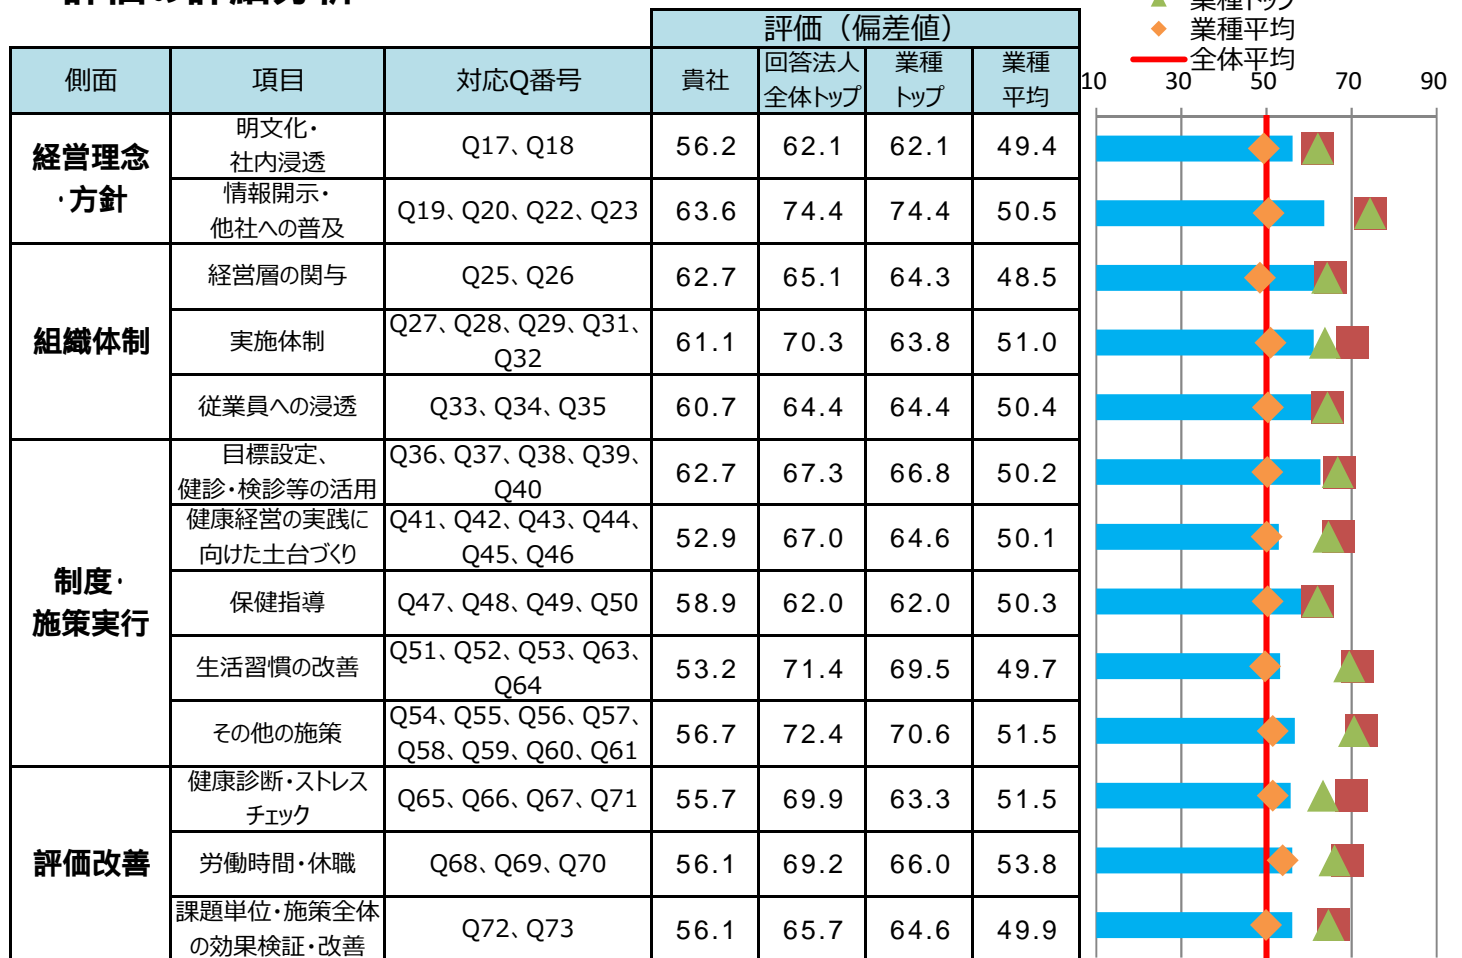 評価の詳細分析
業種トップ
業種平均
全体平均
評価（偏差値）
側面 項目 対応Q番号 貴社 回答法人全体トップ 業種トップ 業種平均
10 30 50 70 90
経営理念・方針
明文化・
社内浸透
Q17、Q18 56.2 62.1 62.1 49.4
情報開示・
他社への普及
Q19、Q20、Q22、Q23 63.6 74.4 74.4 50.5
組織体制
経営層の関与 Q25、Q26 62.7 65.1 64.3 48.5
実施体制
Q27、Q28、Q29、Q31、
Q32
61.1 70.3 63.8 51.0
従業員への浸透 Q33、Q34、Q35 60.7 64.4 64.4 50.4
制度・
施策実行
目標設定、
健診・検診等の活用
Q36、Q37、Q38、Q39、
Q40
62.7 67.3 66.8 50.2
健康経営の実践に
向けた土台づくり
Q41、Q42、Q43、Q44、
Q45、Q46
52.9 67.0 64.6 50.1
保健指導 Q47、Q48、Q49、Q50 58.9 62.0 62.0 50.3
生活習慣の改善
Q51、Q52、Q53、Q63、
Q64
53.2 71.4 69.5 49.7
その他の施策
Q54、Q55、Q56、Q57、
Q58、Q59、Q60、Q61
56.7 72.4 70.6 51.5
評価改善
健康診断・ストレス
チェック
Q65、Q66、Q67、Q71 55.7 69.9 63.3 51.5
労働時間・休職 Q68、Q69、Q70 56.1 69.2 66.0 53.8
課題単位・施策全体
の効果検証・改善
Q72、Q73 56.1 65.7 64.6 49.9